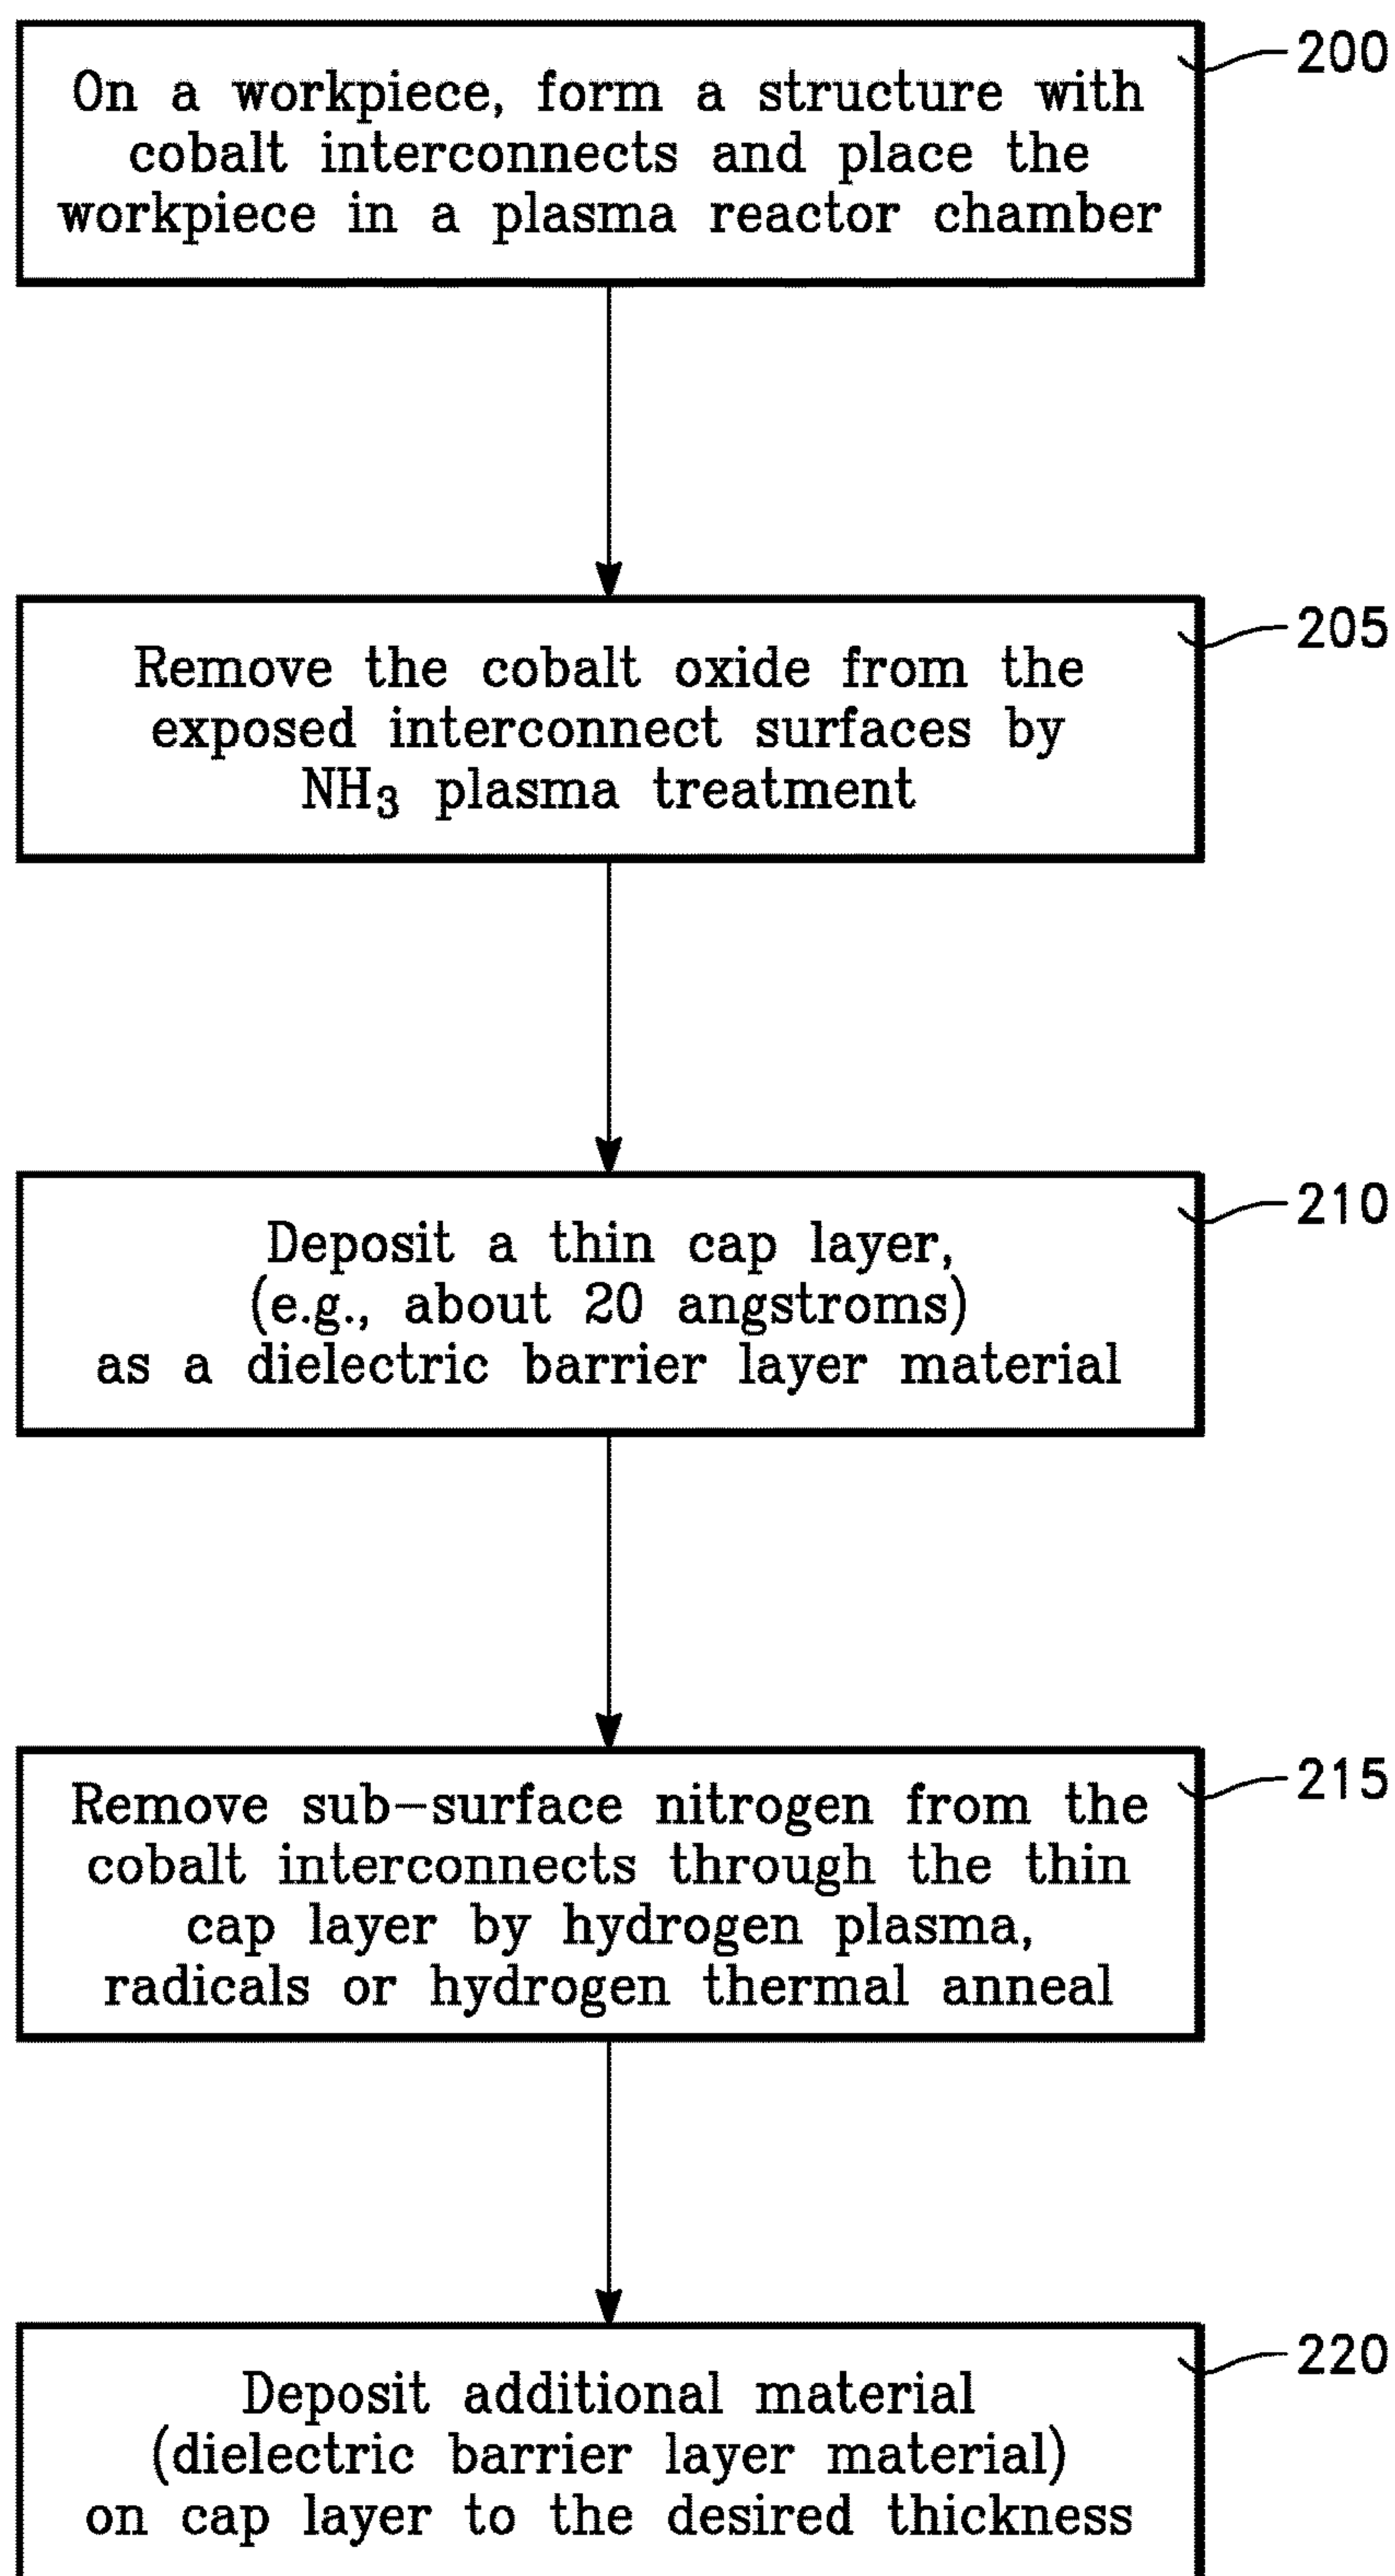 On a workpiece, form a structure with
cobalt interconnects and place the
workpiece in a plasma reactor chamber
200
Remove the cobalt oxide from the
exposed interconnect surfaces by
NH₃ plasma treatment
205
Deposit a thin cap layer,
(e.g., about 20 angstroms)
as a dielectric barrier layer material
210
Remove sub-surface nitrogen from the
cobalt interconnects through the thin
cap layer by hydrogen plasma,
radicals or hydrogen thermal anneal
215
Deposit additional material
(dielectric barrier layer material)
on cap layer to the desired thickness
220